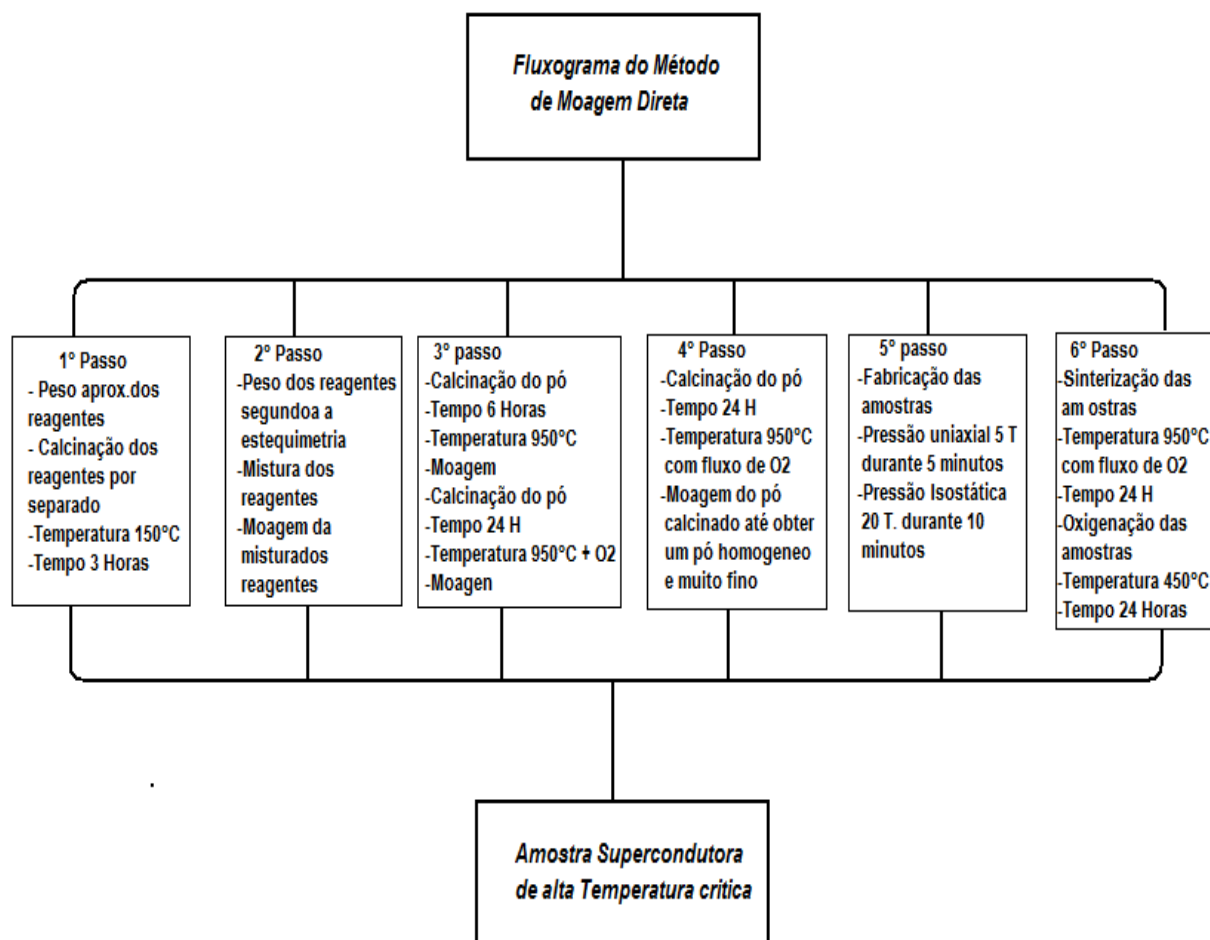 Fluxograma do Método
de Moagem Direta
1° Passo
- Peso aprox.dos
reagentes
- Calcinação dos
reagentes por
separado
-Temperatura 150°C
-Tempo 3 Horas
2° Passo
-Peso dos reagentes
segundoa a
estequimetria
-Mistura dos
reagentes
-Moagem da
misturados
reagentes
3° passo
-Calcinação do pó
-Tempo 6 Horas
-Temperatura 950°C
-Moagem
-Calcinação do pó
-Tempo 24 H
-Temperatura 950°C + O2
-Moagen
4° Passo
-Calcinação do pó
-Tempo 24 H
-Temperatura 950°C
com fluxo de O2
-Moagem do pó
calcinado até obter
um pó homogeneo
e muito fino
5° passo
-Fabricação das
amostras
-Pressão uniaxial 5 T
durante 5 minutos
-Pressão Isostática
20 T. durante 10
minutos
6° Passo
-Sinterização das
am ostras
-Temperatura 950°C
com fluxo de O2
-Tempo 24 H
-Oxigenação das
amostras
-Temperatura 450°C
-Tempo 24 Horas
Amostra Supercondutora
de alta Temperatura critica